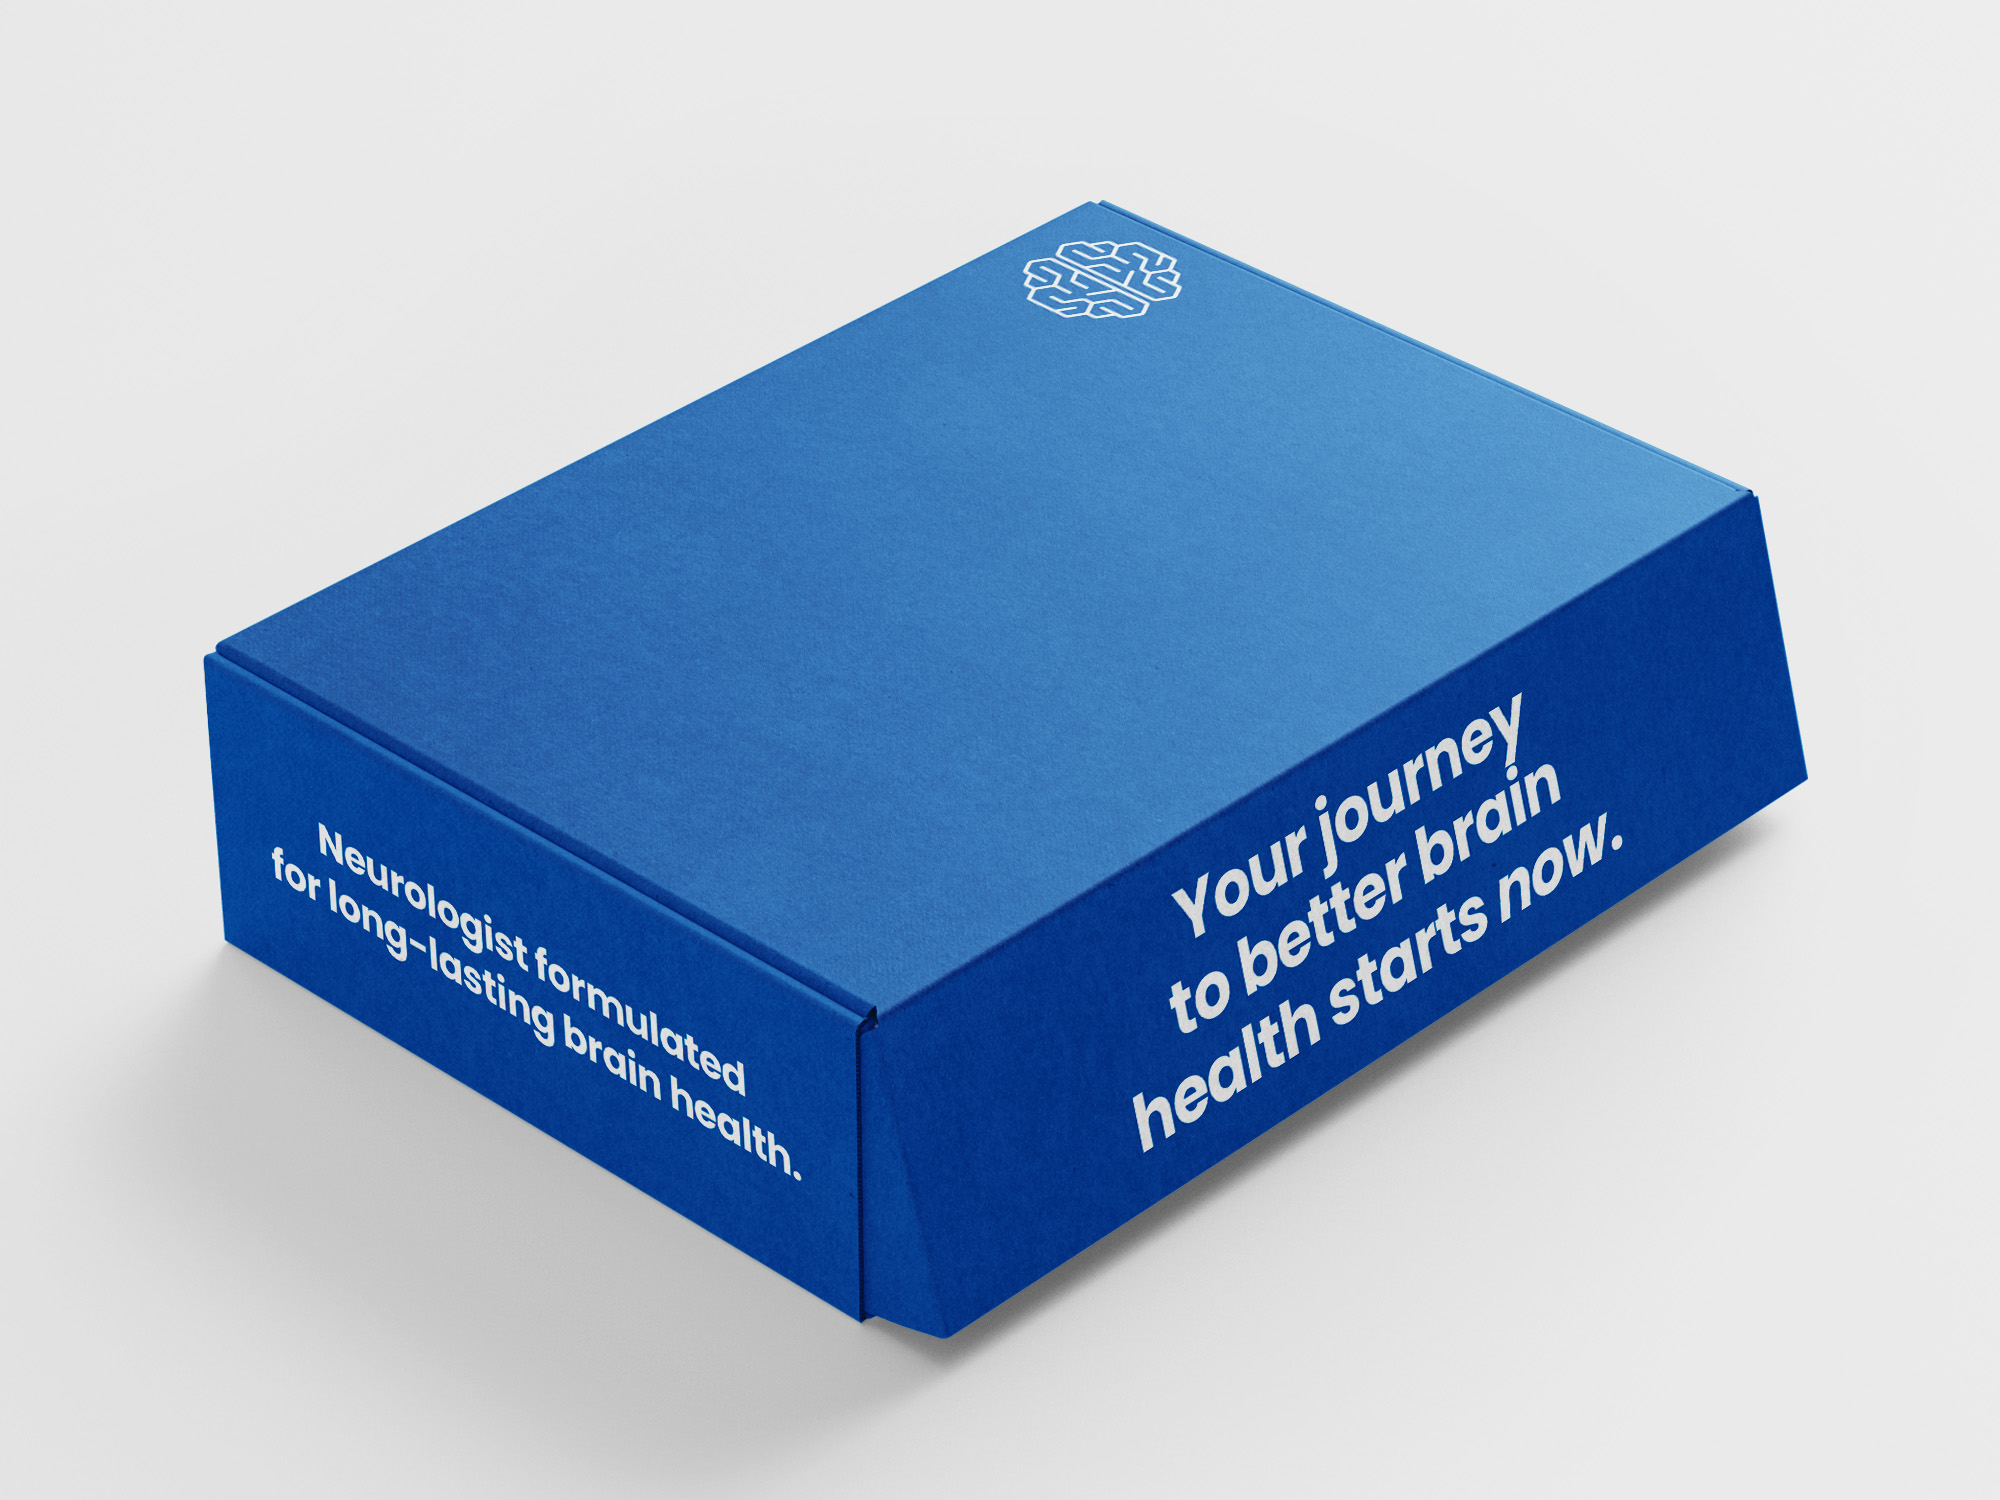 Neurologist formulated
for long-lasting brain health.
Your journey
to better brain
health starts now.